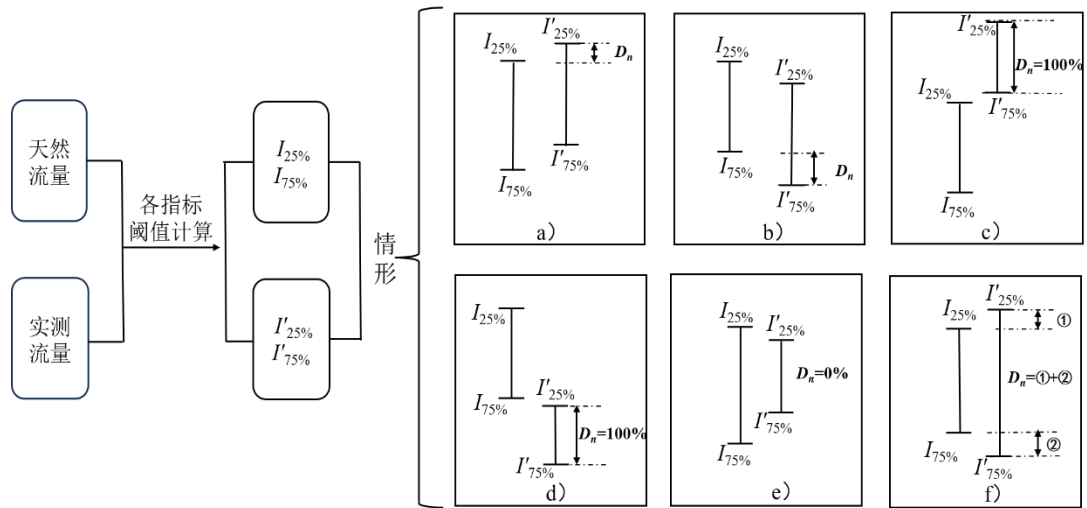 天然
流量
实测
流量
各指标
阈值计算
I25%
I75%
I′25%
I′75%
情
形
I25%
I′25%
Dn
I75%
I′75%
a）
I25%
I′25%
I75%
Dn
I′75%
b）
I′25%
Dn=100%
I25%
I′75%
I75%
c）
I25%
I75%
I′25%
Dn=100%
I′75%
d）
I25%
I′25%
Dn=0%
I′75%
I75%
e）
I′25%
I25%
①
Dn=①+②
I75%
②
I′75%
f）